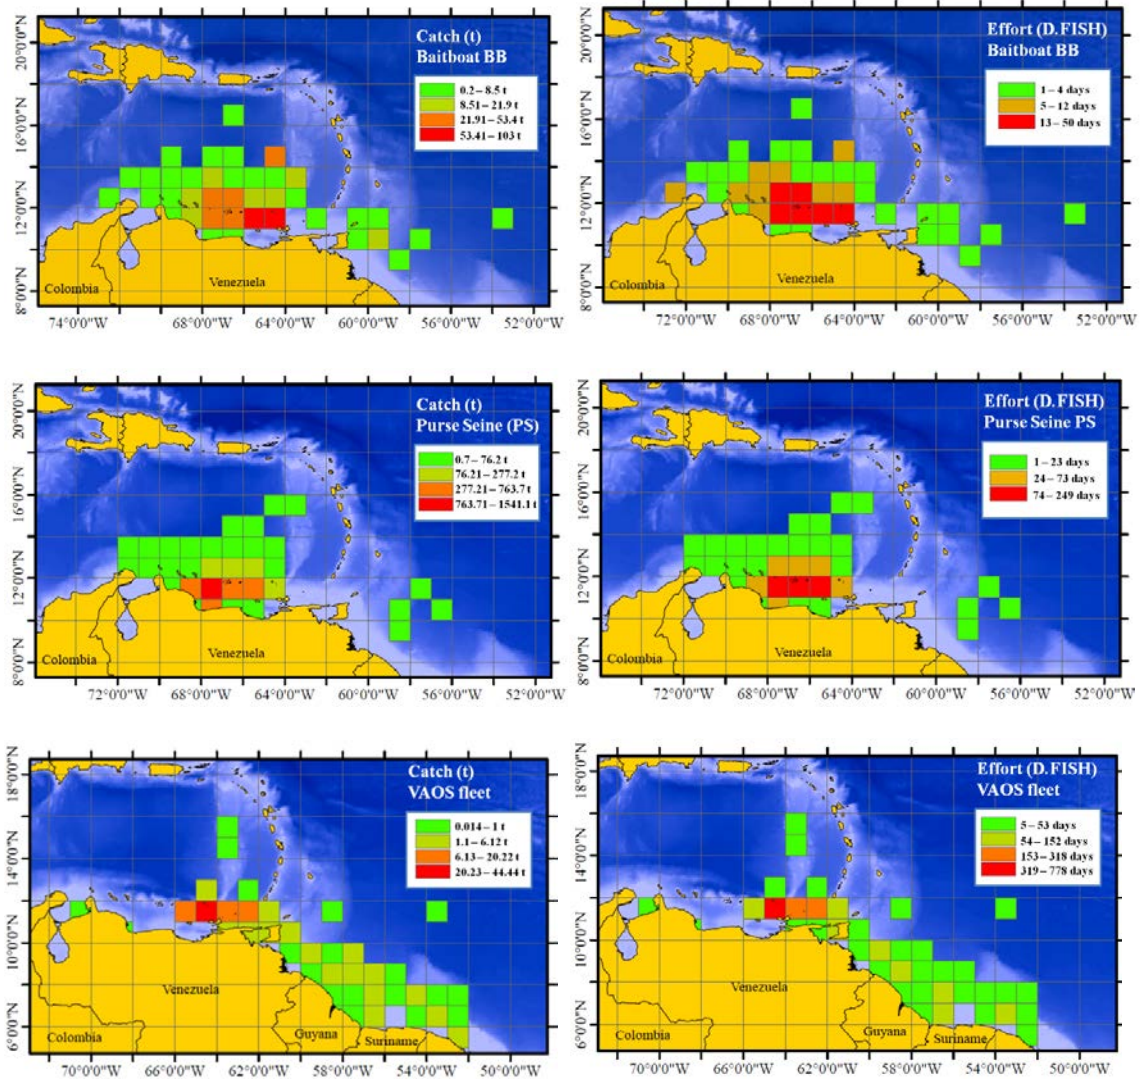 Catch (t)
Baitboat BB
0.2 – 8.5 t
8.51 – 21.9 t
21.91 – 53.4 t
53.41 – 103 t
20°0'0"N
16°0'0"N
12°0'0"N
8°0'0"N
Colombia
Venezuela
74°0'0"W
68°0'0"W
64°0'0"W
60°0'0"W
56°0'0"W
52°0'0"W
Effort (D.FISH)
Baitboat BB
1 – 4 days
5 – 12 days
13 – 50 days
20°0'0"N
16°0'0"N
12°0'0"N
8°0'0"N
Colombia
Venezuela
72°0'0"W
68°0'0"W
64°0'0"W
60°0'0"W
56°0'0"W
52°0'0"W
Catch (t)
Purse Seine (PS)
0.7 – 76.2 t
76.21 – 277.2 t
277.21 – 763.7 t
763.71 – 1541.1 t
20°0'0"N
16°0'0"N
12°0'0"N
8°0'0"N
Colombia
Venezuela
72°0'0"W
68°0'0"W
64°0'0"W
60°0'0"W
56°0'0"W
52°0'0"W
Effort (D.FISH)
Purse Seine PS
1 – 23 days
24 – 73 days
74 – 249 days
20°0'0"N
16°0'0"N
12°0'0"N
8°0'0"N
Colombia
Venezuela
72°0'0"W
68°0'0"W
64°0'0"W
60°0'0"W
56°0'0"W
52°0'0"W
Catch (t)
VAOS fleet
0.014 – 1 t
1.1 – 6.12 t
6.13 – 20.22 t
20.23 – 44.44 t
18°0'0"N
14°0'0"N
10°0'0"N
6°0'0"N
Venezuela
Colombia
Guyana
Suriname
70°0'0"W
66°0'0"W
62°0'0"W
58°0'0"W
54°0'0"W
50°0'0"W
Effort (D.FISH)
VAOS fleet
5 – 53 days
54 – 152 days
153 – 318 days
319 – 778 days
18°0'0"N
14°0'0"N
10°0'0"N
6°0'0"N
Venezuela
Colombia
Guyana
Suriname
70°0'0"W
66°0'0"W
62°0'0"W
58°0'0"W
54°0'0"W
50°0'0"W